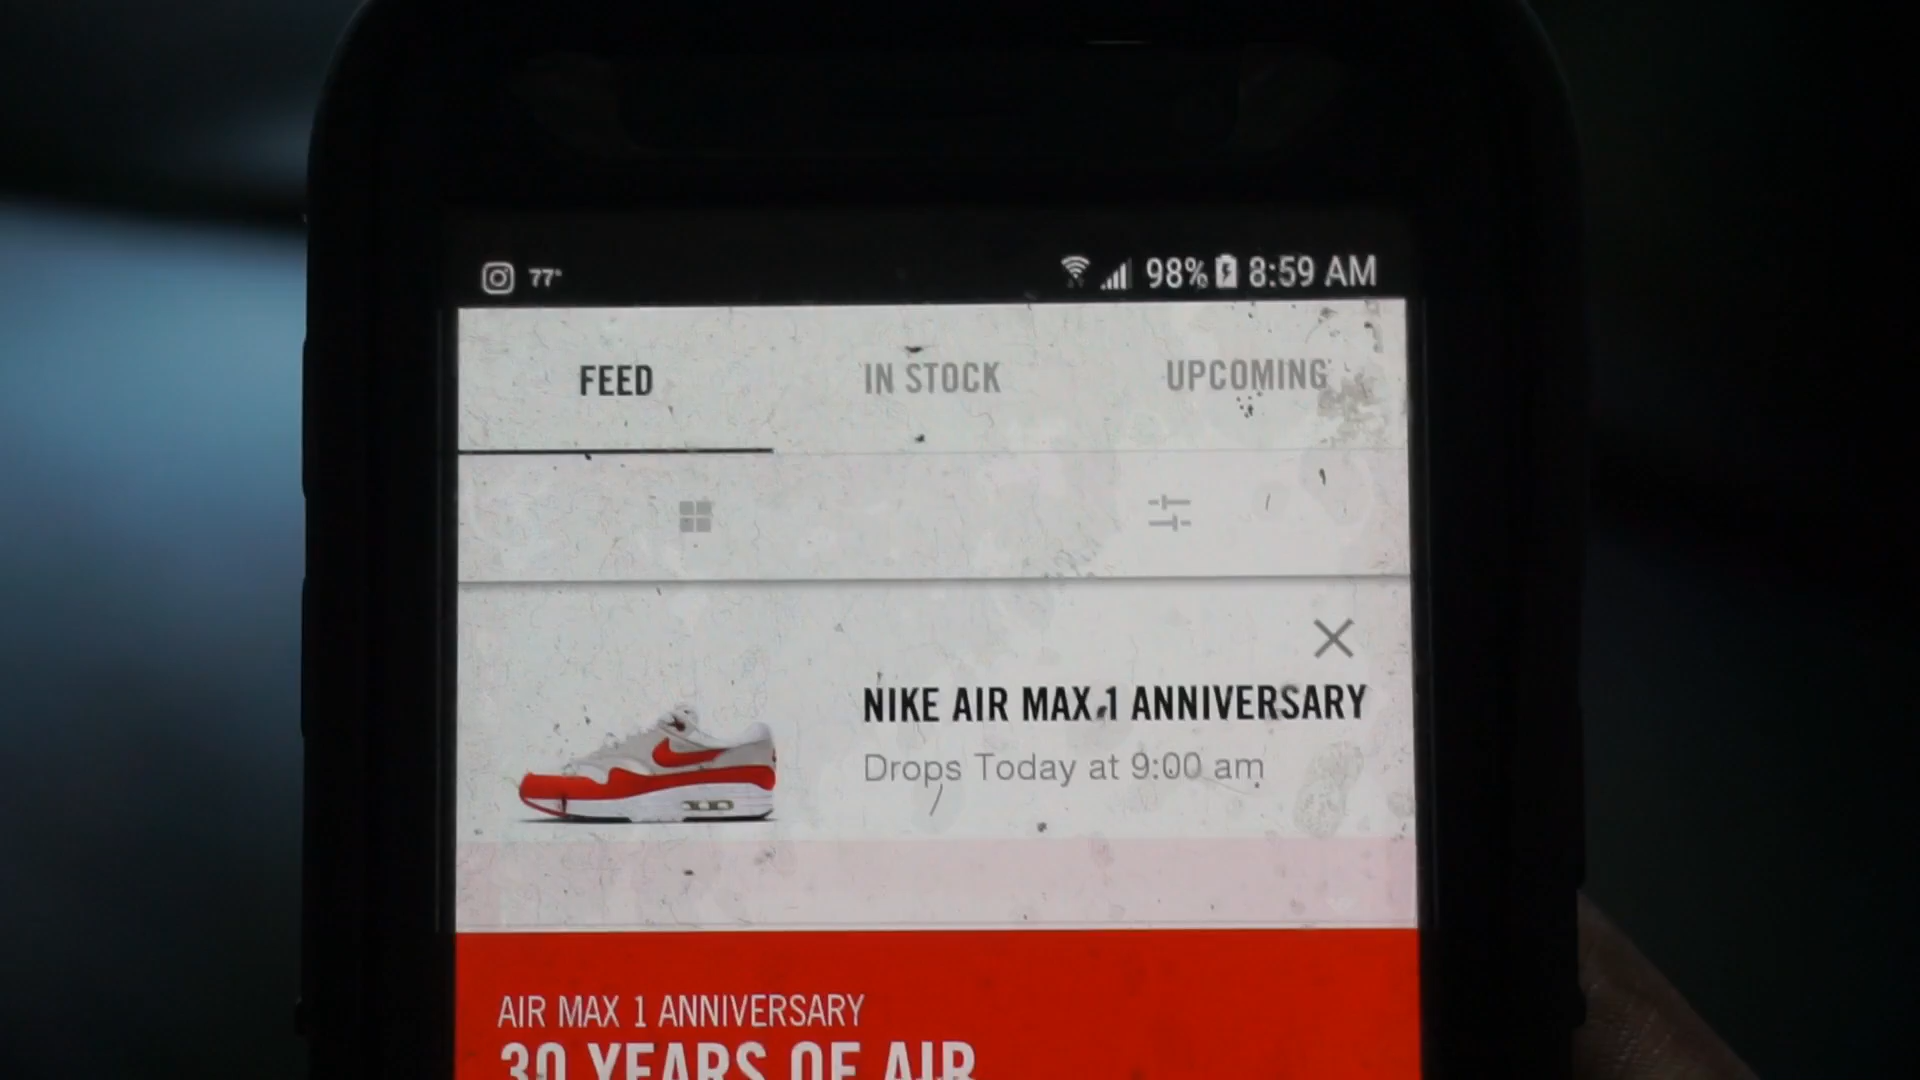 77°
98% 8:59 AM
FEED
IN STOCK
UPCOMING
NIKE AIR MAX 1 ANNIVERSARY
Drops Today at 9:00 am
AIR MAX 1 ANNIVERSARY
30 YEARS OF AIR